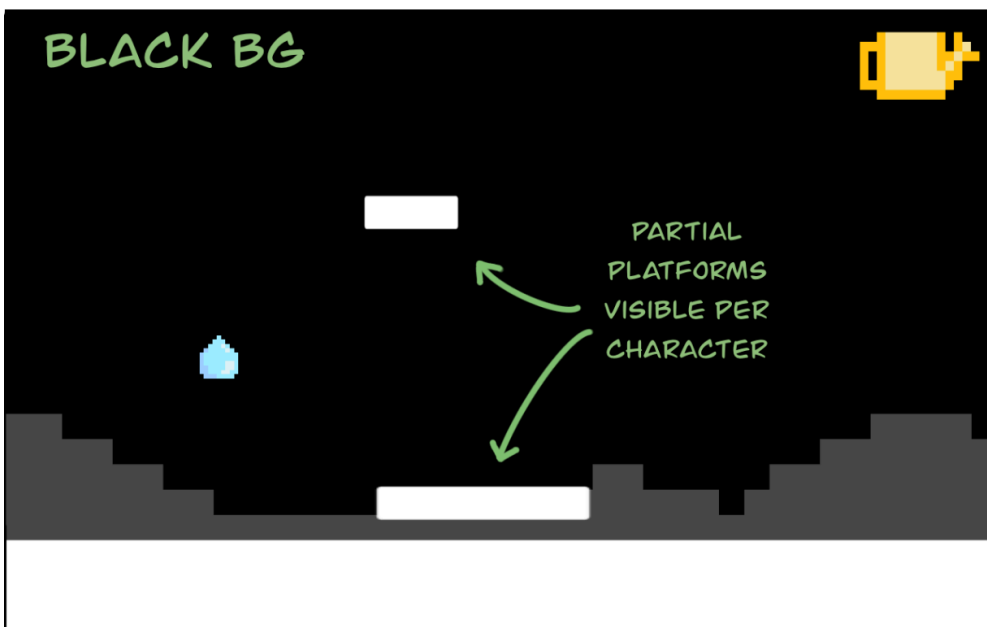 BLACK BG
PARTIAL
PLATFORMS
VISIBLE PER
CHARACTER